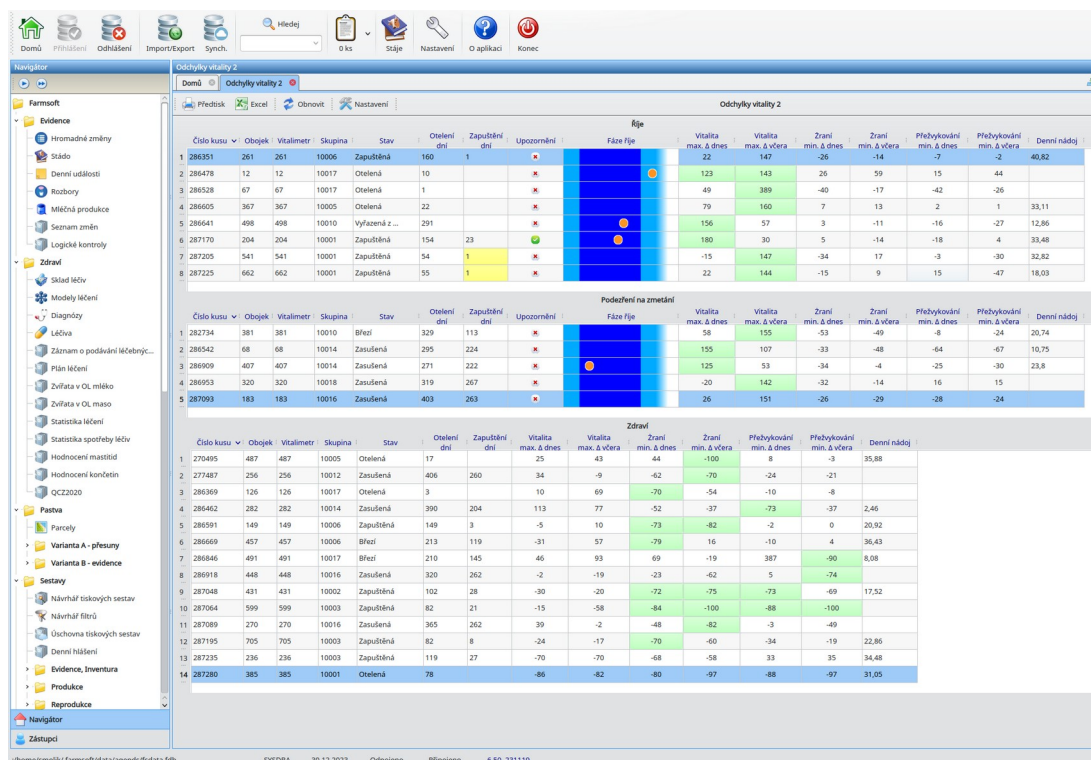 Domů Přihlášení Odhlášení Import/Export Synch. Hledej 0 ks Stáje Nastavení O aplikaci Konec
Navigátor
Farmsoft
Evidence
Hromadné změny
Stádo
Denní události
Rozbory
Mléčná produkce
Seznam změn
Logické kontroly
Zdraví
Sklad léčiv
Modely léčení
Diagnózy
Léčiva
Záznam o podávání léčebnýc...
Plán léčení
Zvířata v OL mléko
Zvířata v OL maso
Statistika léčení
Statistika spotřeby léčiv
Hodnocení mastitid
Hodnocení končetin
QCZ2020
Pastva
Parcely
Varianta A - přesuny
Varianta B - evidence
Sestavy
Návrhář tiskových sestav
Návrhář filtrů
Úschovna tiskových sestav
Denní hlášení
Evidence, Inventura
Produkce
Reprodukce
Navigátor
Zástupci
Odchylky vitality 2
Domů Odchylky vitality 2
Předtisk Excel Obnovit Nastavení Odchylky vitality 2
Říje
Číslo kusu Obojek Vitalimetr Skupina Stav Otelení dní Zapuštění dní Upozornění Fáze říje Vitalita max. Δ dnes Vitalita max. Δ včera Žraní min. Δ dnes Žraní min. Δ včera Přežvykování min. Δ dnes Přežvykování min. Δ včera Denní nádoj
1 286351 261 261 10006 Zapuštěná 160 1 22 147 -26 -14 -7 -2 40,82
2 286478 12 12 10017 Otelená 10 123 143 26 59 15 44
3 286528 67 67 10017 Otelená 1 49 389 -40 -17 -42 -26
4 286605 367 367 10005 Otelená 22 79 160 7 13 2 1 33,11
5 286641 498 498 10010 Vyřazená z ... 291 156 57 3 -11 -16 -27 12,86
6 287170 204 204 10001 Zapuštěná 154 23 180 30 5 -14 -18 4 33,48
7 287205 541 541 10001 Zapuštěná 54 1 -15 147 -34 17 -3 -30 32,82
8 287225 662 662 10001 Zapuštěná 55 1 22 144 -15 9 15 -47 18,03
Podezření na zmetání
Číslo kusu Obojek Vitalimetr Skupina Stav Otelení dní Zapuštění dní Upozornění Fáze říje Vitalita max. Δ dnes Vitalita max. Δ včera Žraní min. Δ dnes Žraní min. Δ včera Přežvykování min. Δ dnes Přežvykování min. Δ včera Denní nádoj
1 282734 381 381 10010 Březí 329 113 58 155 -53 -49 -8 -24 20,74
2 286542 68 68 10014 Zasušená 295 224 155 107 -33 -48 -64 -67 10,75
3 286909 407 407 10014 Zasušená 271 222 125 53 -34 -4 -25 -30 23,8
4 286953 320 320 10018 Zasušená 319 267 -20 142 -32 -14 16 15
5 287093 183 183 10016 Zasušená 403 263 26 151 -26 -29 -28 -24
Zdraví
Číslo kusu Obojek Vitalimetr Skupina Stav Otelení dní Zapuštění dní Vitalita max. Δ dnes Vitalita max. Δ včera Žraní min. Δ dnes Žraní min. Δ včera Přežvykování min. Δ dnes Přežvykování min. Δ včera Denní nádoj
1 270495 487 487 10005 Otelená 17 25 43 44 -100 8 -3 35,88
2 277487 256 256 10012 Zasušená 406 260 34 -9 -62 -70 -24 -21
3 286369 126 126 10017 Otelená 3 10 69 -70 -54 -10 -8
4 286462 282 282 10014 Zasušená 390 204 113 77 -52 -37 -73 -37 2,46
5 286591 149 149 10006 Zapuštěná 149 3 -5 10 -73 -82 -2 0 20,92
6 286669 457 457 10006 Březí 213 119 -31 57 -79 16 -10 4 36,43
7 286846 491 491 10017 Březí 210 145 46 93 69 -19 387 -90 8,08
8 286918 448 448 10016 Zasušená 320 262 -2 -19 -23 -62 5 -74
9 287048 431 431 10002 Zapuštěná 102 28 -30 -20 -72 -75 -73 -69 17,52
10 287064 599 599 10003 Zapuštěná 82 21 -15 -58 -84 -100 -88 -100
11 287089 270 270 10016 Zasušená 365 262 39 -2 -48 -82 -3 -49
12 287195 705 705 10003 Zapuštěná 82 8 -24 -17 -70 -60 -34 -19 22,86
13 287235 236 236 10003 Zapuštěná 119 27 -70 -70 -68 -58 33 35 34,48
14 287280 385 385 10001 Otelená 78 -86 -82 -80 -97 -88 -97 31,05
SYSDBA 30.12.2023 Odpojeno Připojeno 6.50. 231119